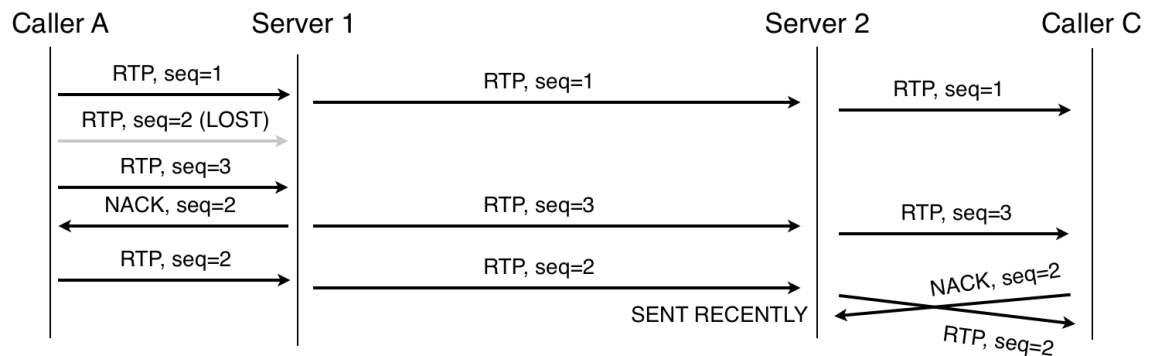 Caller A
Server 1
Server 2
Caller C
RTP, seq=1
RTP, seq=1
RTP, seq=1
RTP, seq=2 (LOST)
RTP, seq=3
NACK, seq=2
RTP, seq=3
RTP, seq=3
RTP, seq=2
RTP, seq=2
NACK, seq=2
SENT RECENTLY
RTP, seq=2